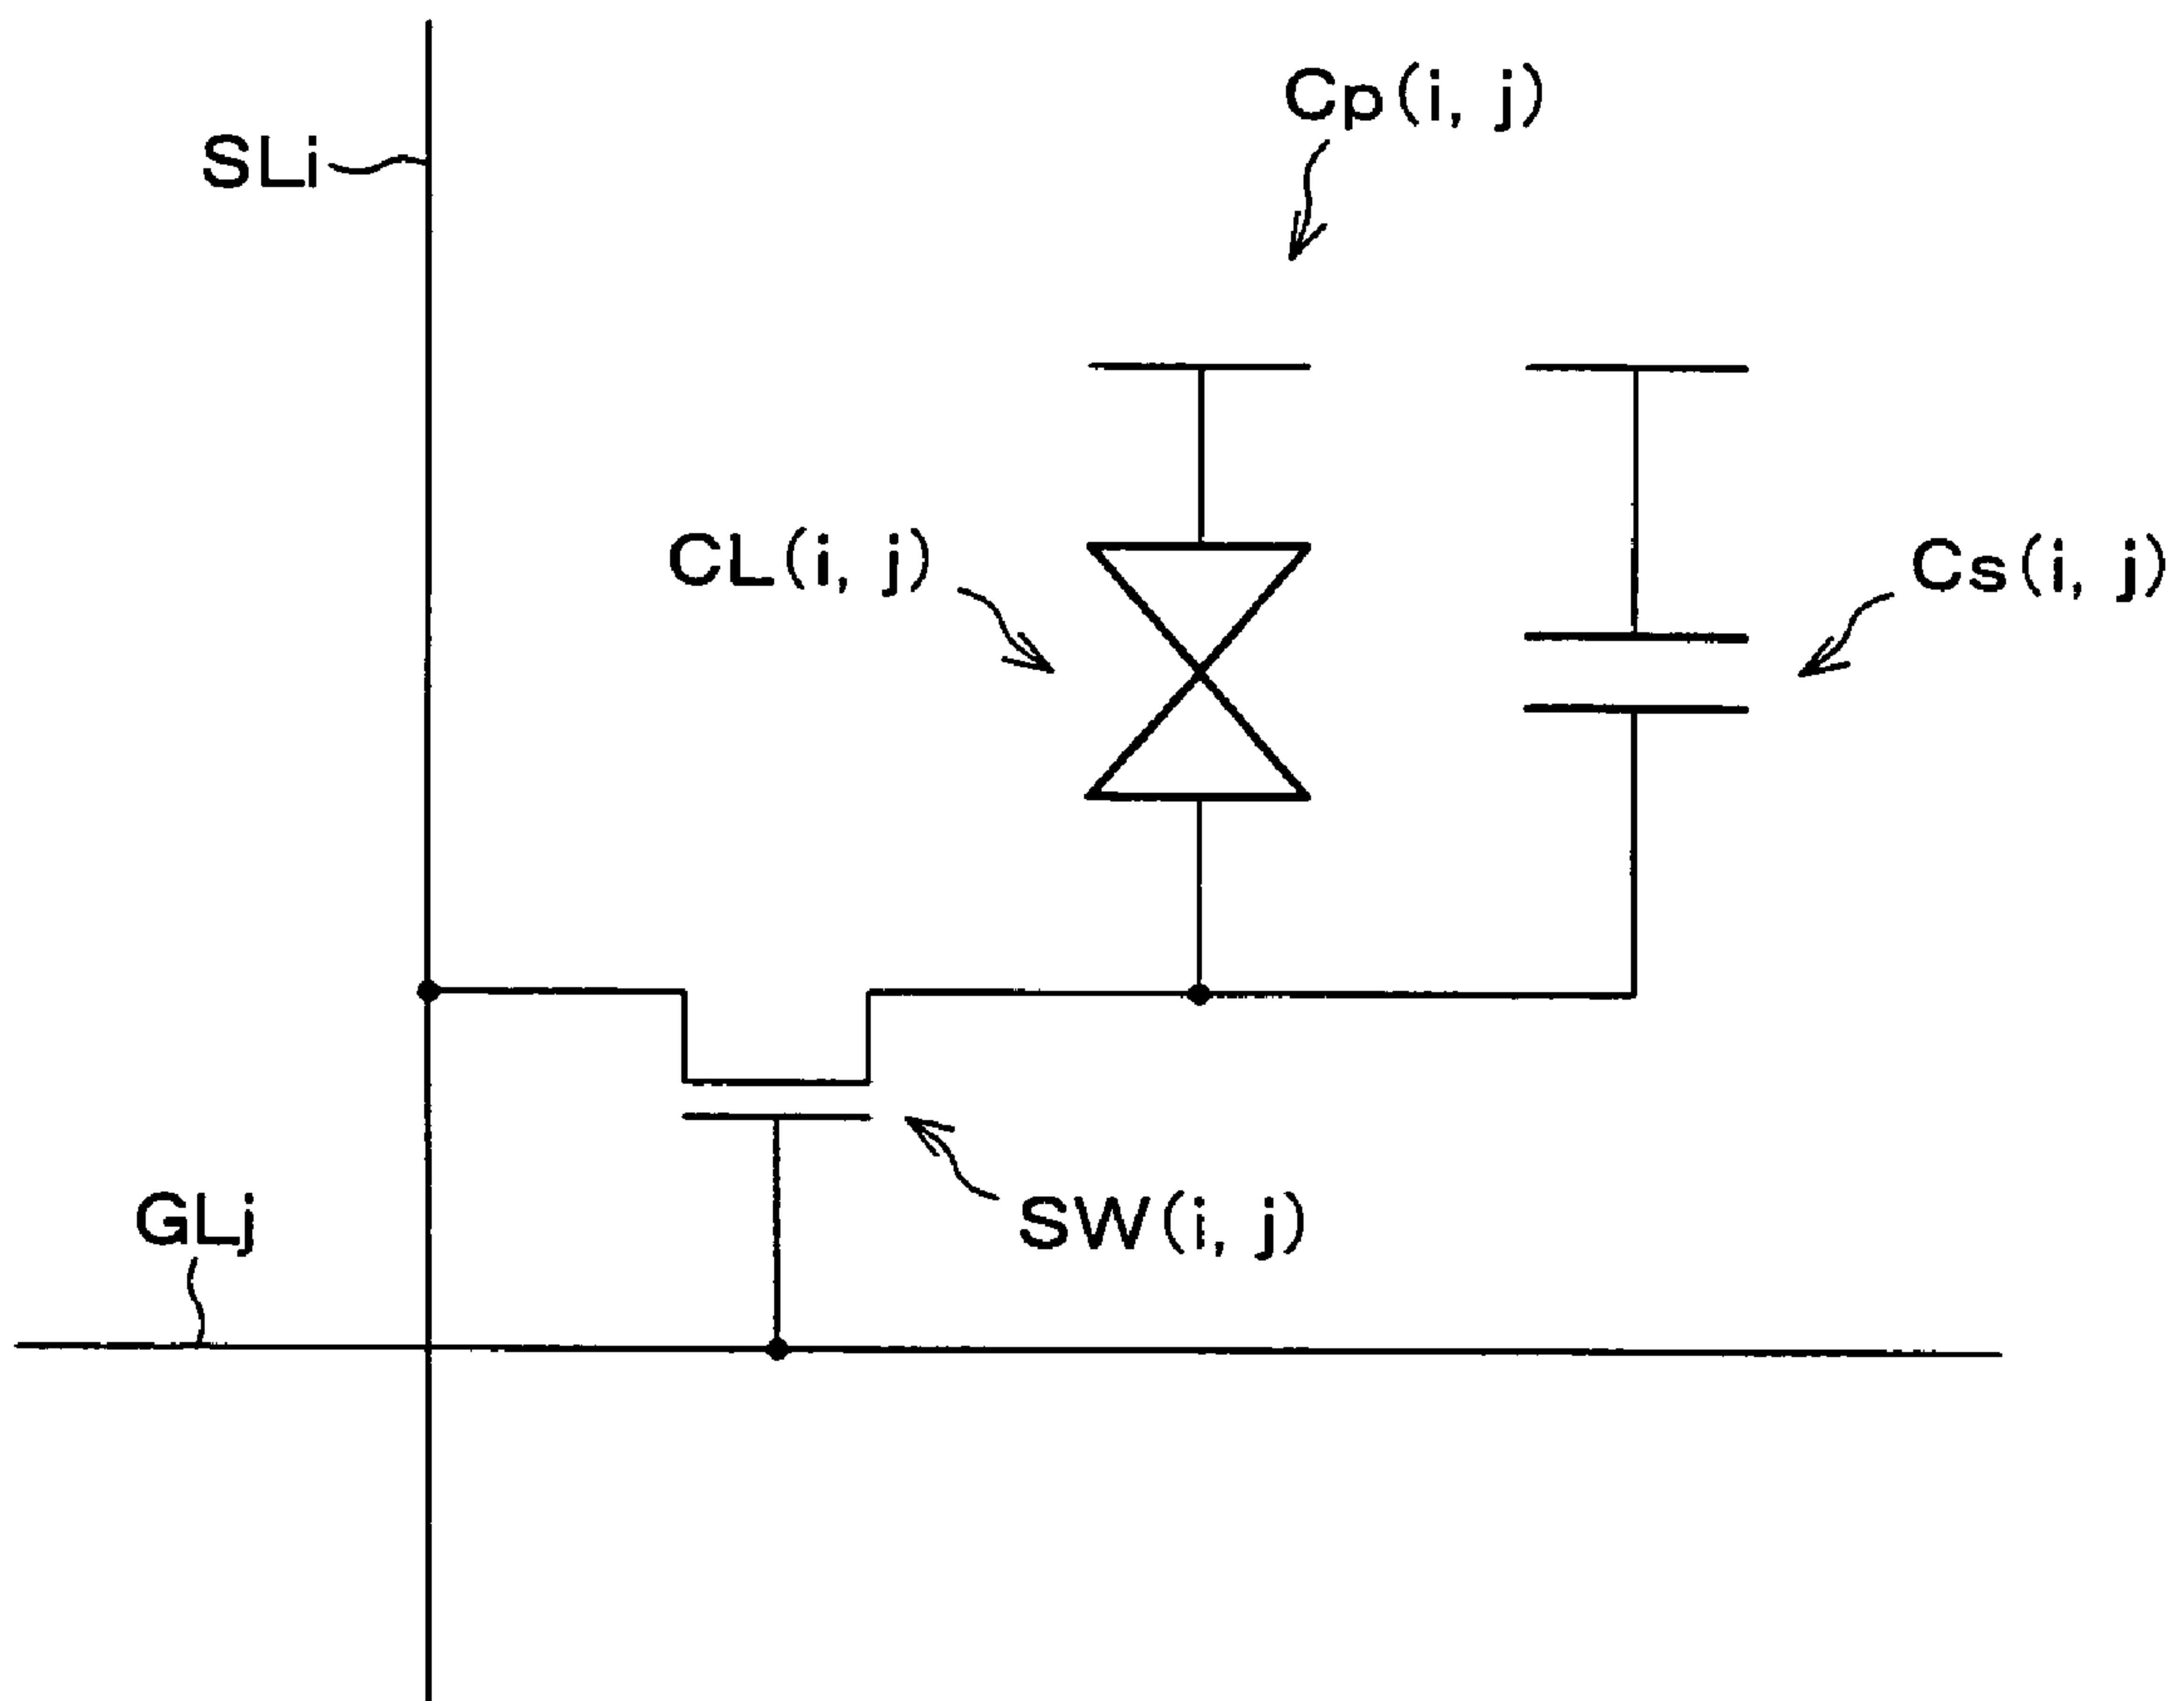 Cp(i, j)
SLi
CL(i, j)
Cs(i, j)
GLj
SW(i, j)